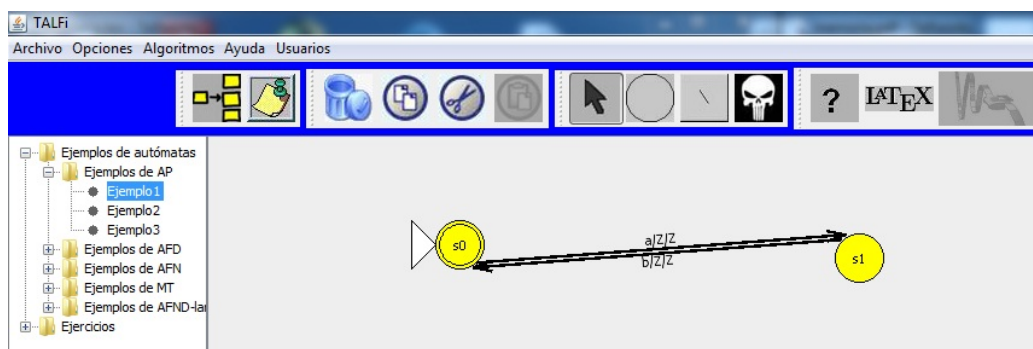 TALFi
Archivo Opciones Algoritmos Ayuda Usuarios
? LATEX
Ejemplos de autómatas
Ejemplos de AP
Ejemplo1
Ejemplo2
Ejemplo3
Ejemplos de AFD
Ejemplos de AFN
Ejemplos de MT
Ejemplos de AFND-la
Ejercicios
s0
a/Z/Z
b/Z/Z
s1